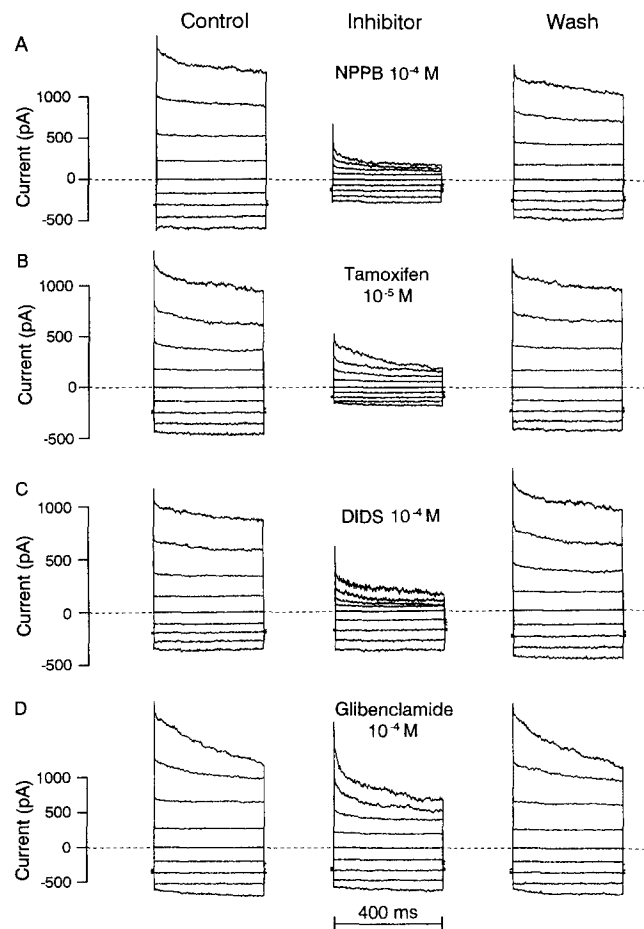 Control Inhibitor Wash
A
NPPB 10⁻⁴ M
1000
500
0
-500
Current (pA)
B
Tamoxifen
10⁻⁵ M
1000
500
0
-500
Current (pA)
C
DIDS 10⁻⁴ M
1000
500
0
-500
Current (pA)
D
Glibenclamide
10⁻⁴ M
1000
500
0
-500
Current (pA)
400 ms